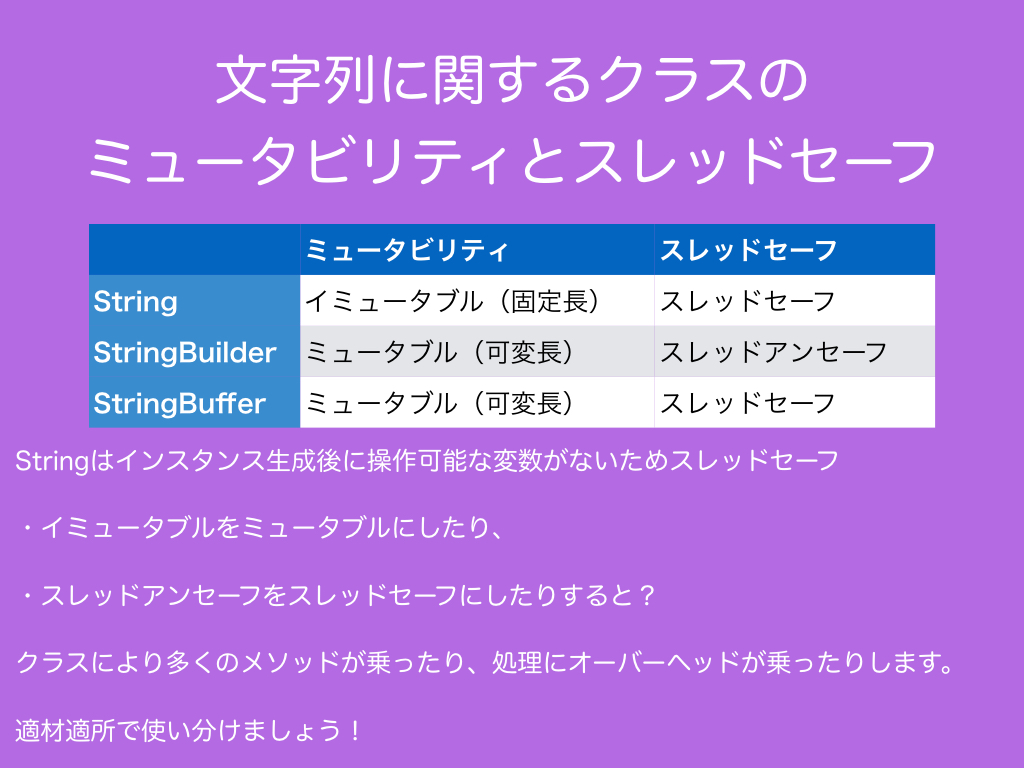 文字列に関するクラスの
ミュータビリティとスレッドセーフ
ミュータビリティ スレッドセーフ
String イミュータブル（固定長） スレッドセーフ
StringBuilder ミュータブル（可変長） スレッドアンセーフ
StringBuffer ミュータブル（可変長） スレッドセーフ
Stringはインスタンス生成後に操作可能な変数がないためスレッドセーフ
・イミュータブルをミュータブルにしたり、
・スレッドアンセーフをスレッドセーフにしたりすると？
クラスにより多くのメソッドが乗ったり、処理にオーバーヘッドが乗ったりします。
適材適所で使い分けましょう！